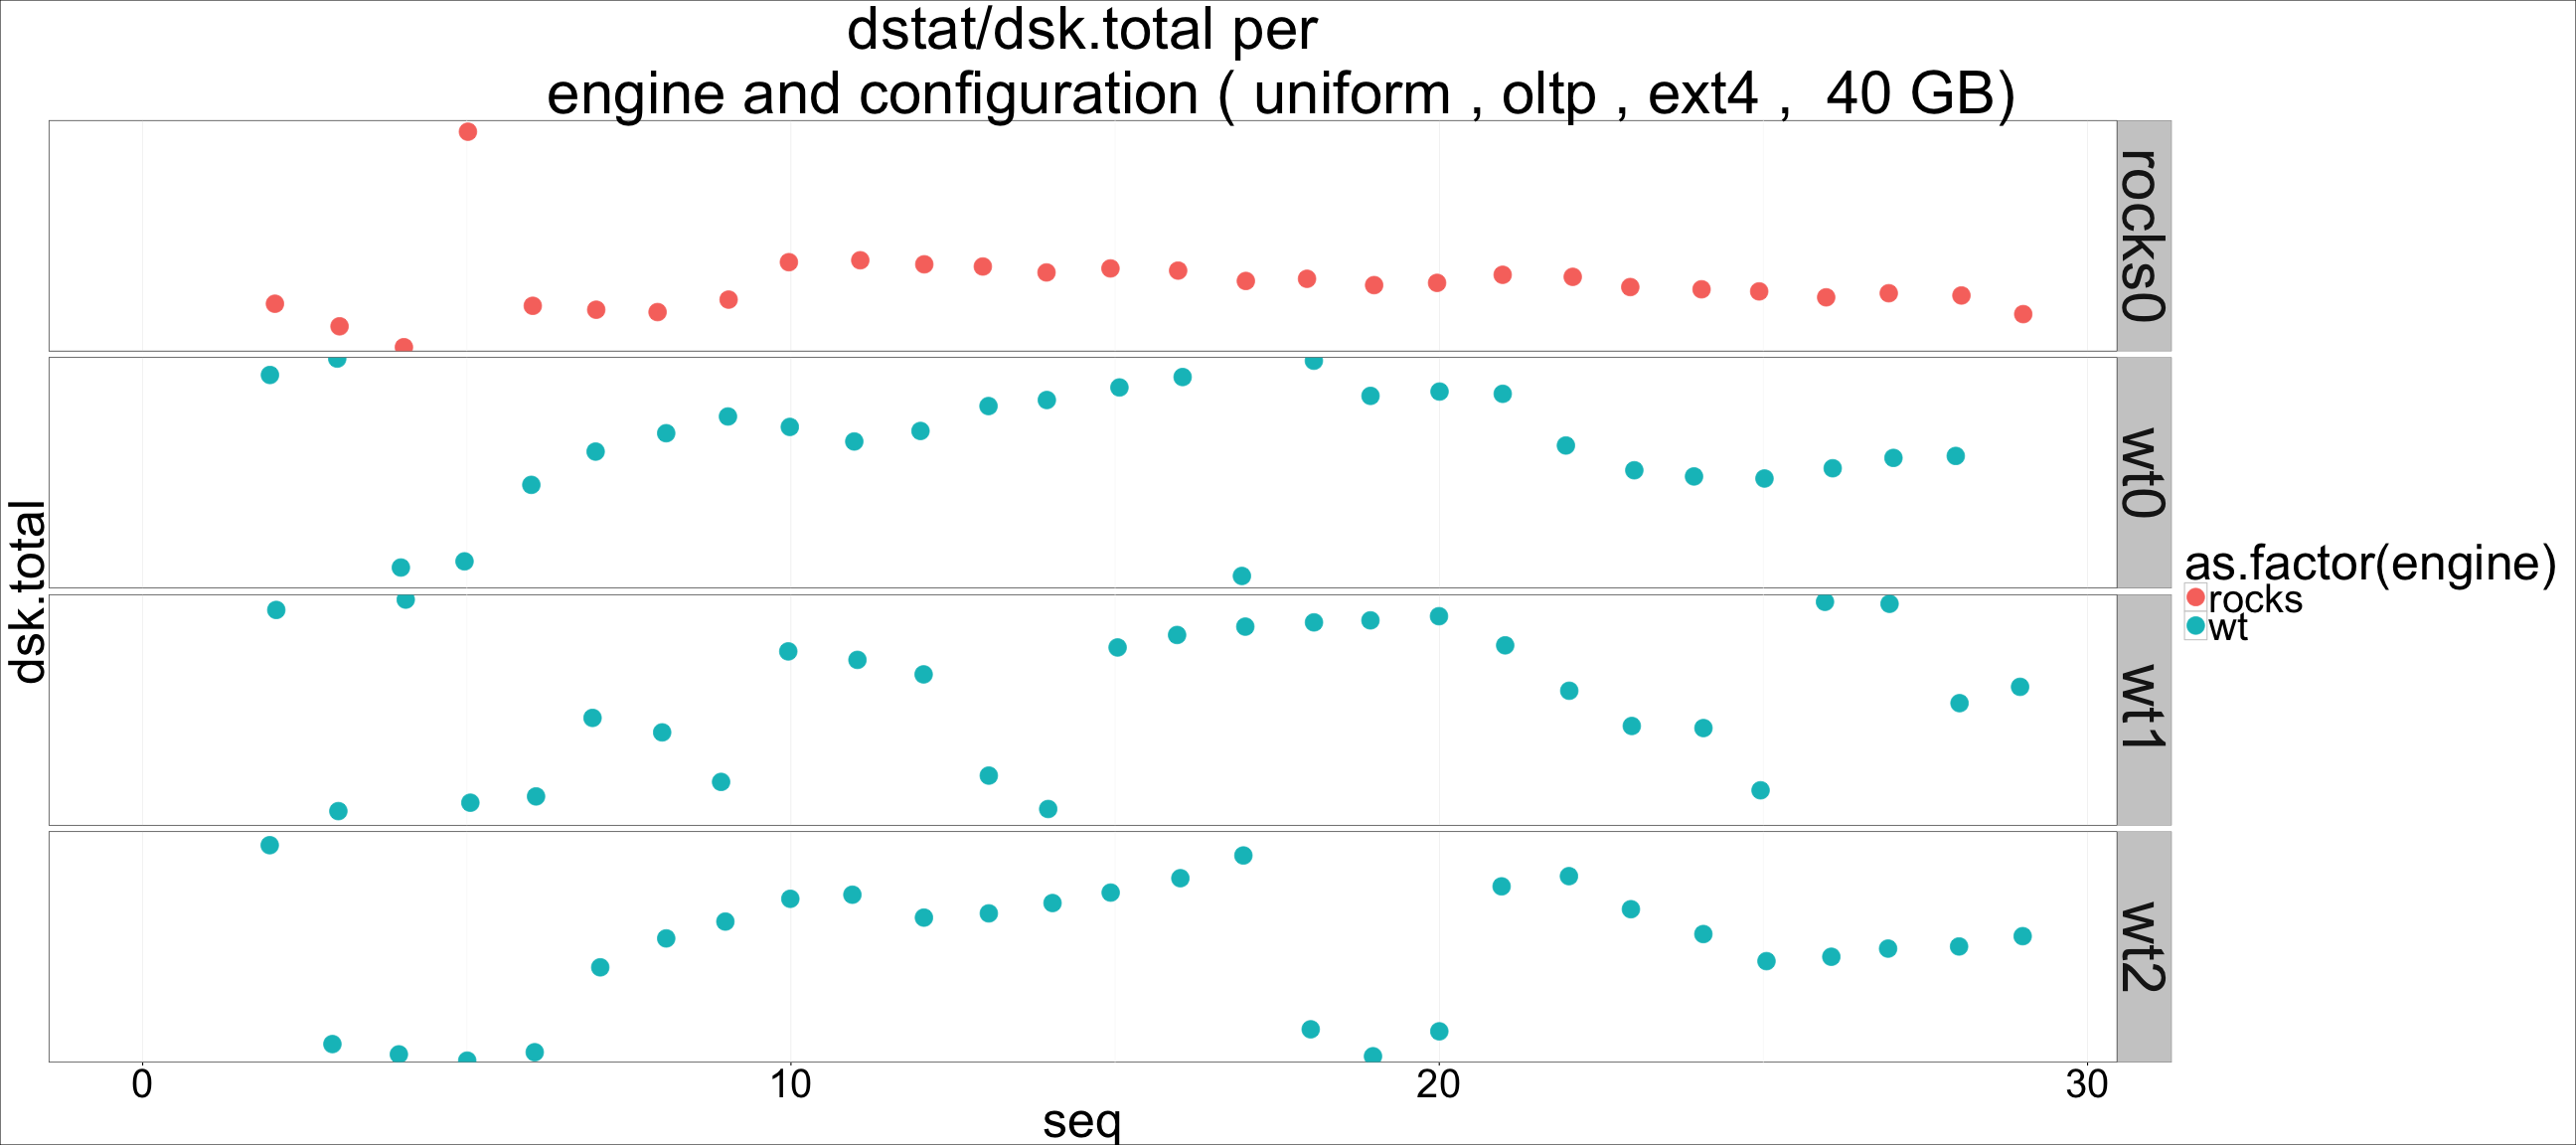 dstat/dsk.total per
engine and configuration ( uniform , oltp , ext4 ,  40 GB)
rocks0
wt0
wt1
wt2
dsk.total
as.factor(engine)
rocks
wt
0 10 20 30
seq